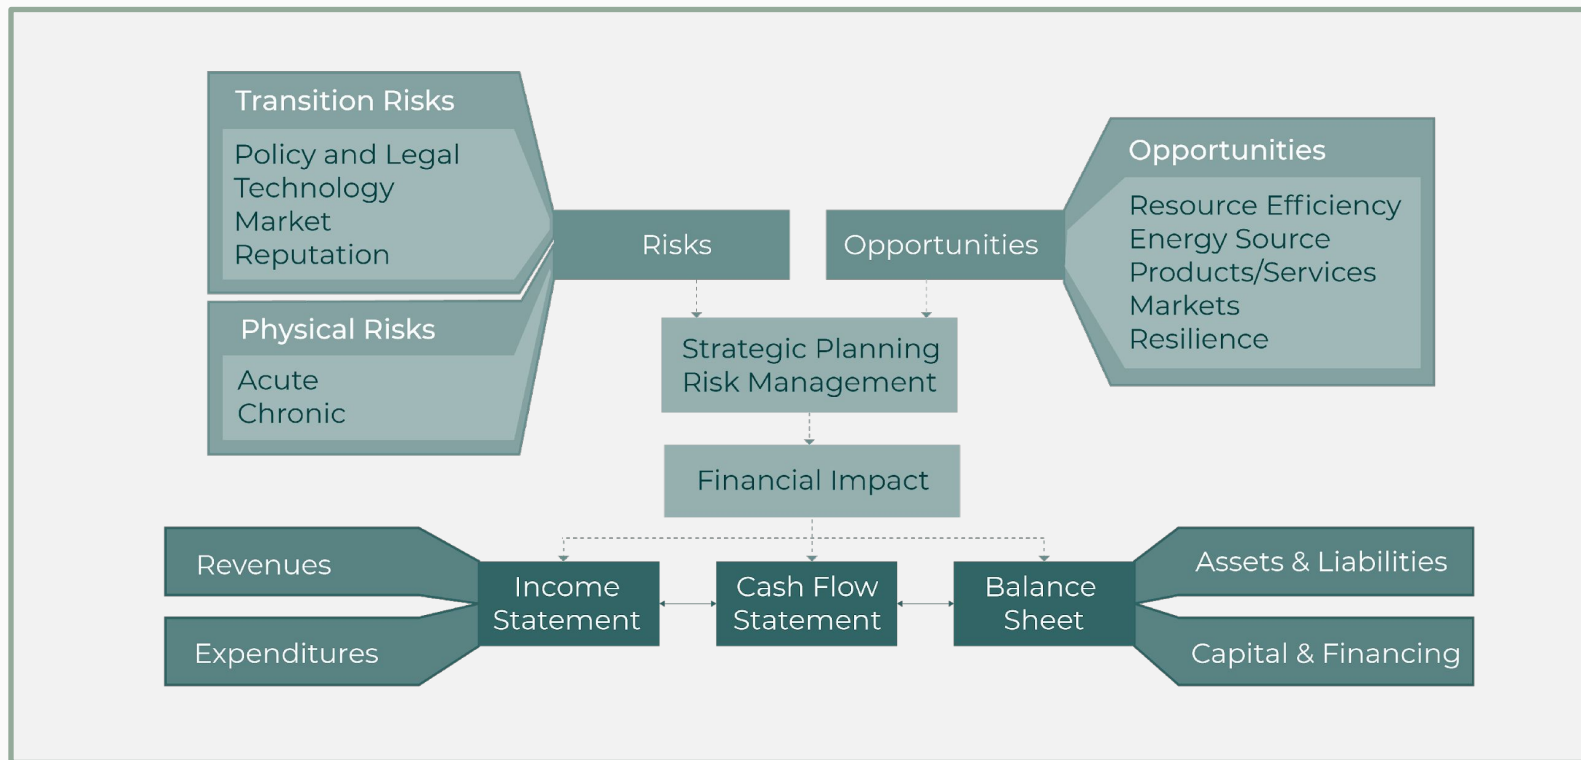 Transition Risks
Policy and Legal
Technology
Market
Reputation
Physical Risks
Acute
Chronic
Risks
Opportunities
Opportunities
Resource Efficiency
Energy Source
Products/Services
Markets
Resilience
Strategic Planning
Risk Management
Financial Impact
Revenues
Expenditures
Income
Statement
Cash Flow
Statement
Balance
Sheet
Assets & Liabilities
Capital & Financing